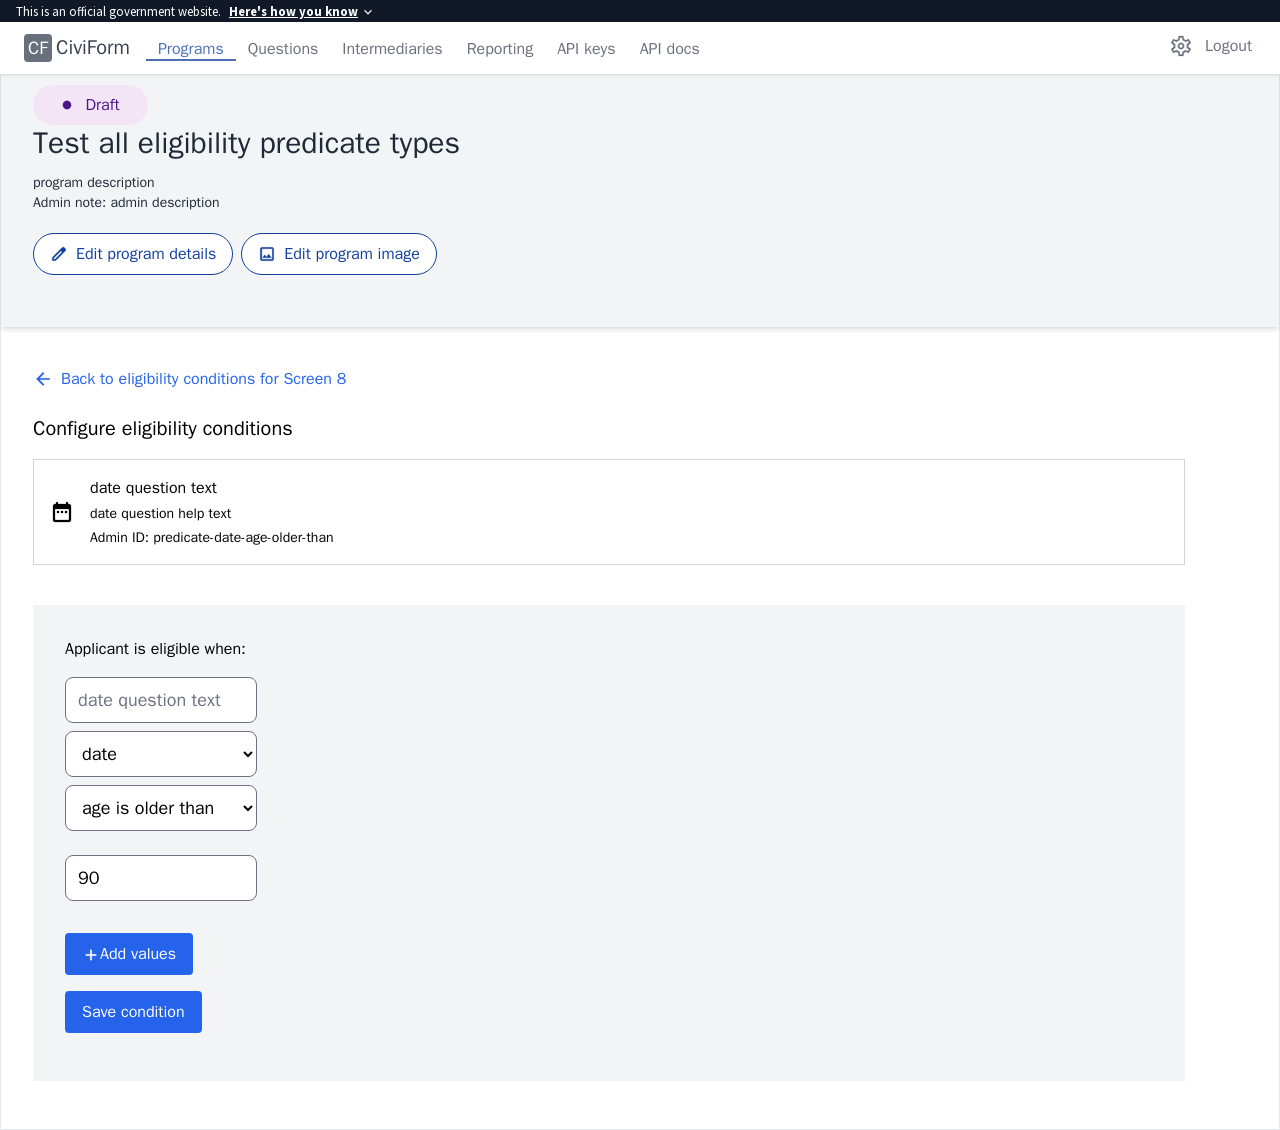 This is an official government website. Here's how you know
CF CiviForm Programs Questions Intermediaries Reporting API keys API docs Logout
Draft
Test all eligibility predicate types
program description
Admin note: admin description
Edit program details Edit program image
Back to eligibility conditions for Screen 8
Configure eligibility conditions
date question text
date question help text
Admin ID: predicate-date-age-older-than
Applicant is eligible when:
date question text
date
age is older than
90
Add values
Save condition